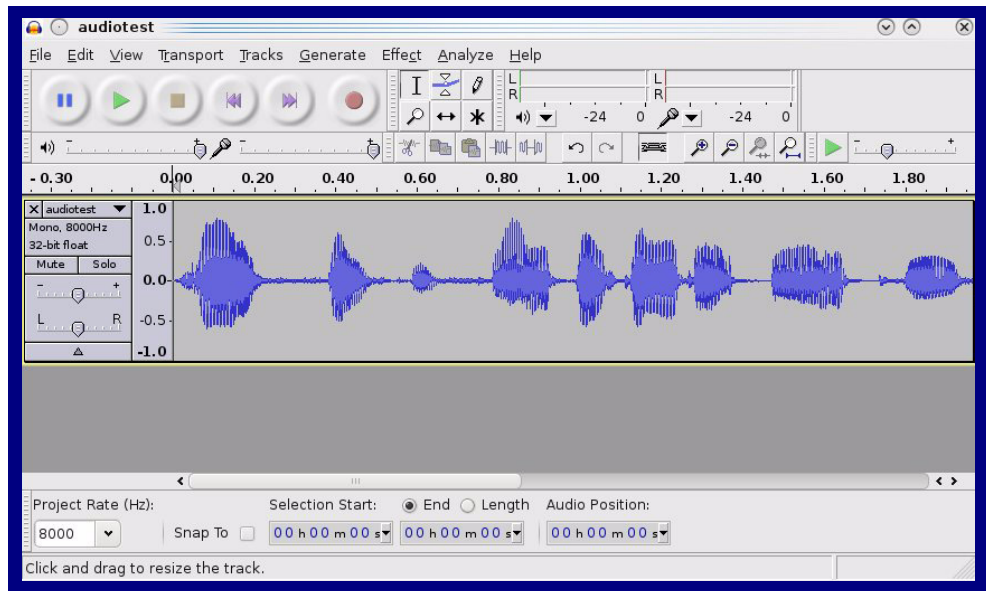 audiotest
File Edit View Transport Tracks Generate Effect Analyze Help
L
R
L
R
-24 0 -24 0
- +
- 0.30 0.00 0.20 0.40 0.60 0.80 1.00 1.20 1.40 1.60 1.80
X audiotest
Mono, 8000Hz
32-bit float
Mute Solo
- +
L R
1.0
0.5
0.0
-0.5
-1.0
Project Rate (Hz): Selection Start: End Length Audio Position:
8000 Snap To 00 h 00 m 00 s 00 h 00 m 00 s 00 h 00 m 00 s
Click and drag to resize the track.